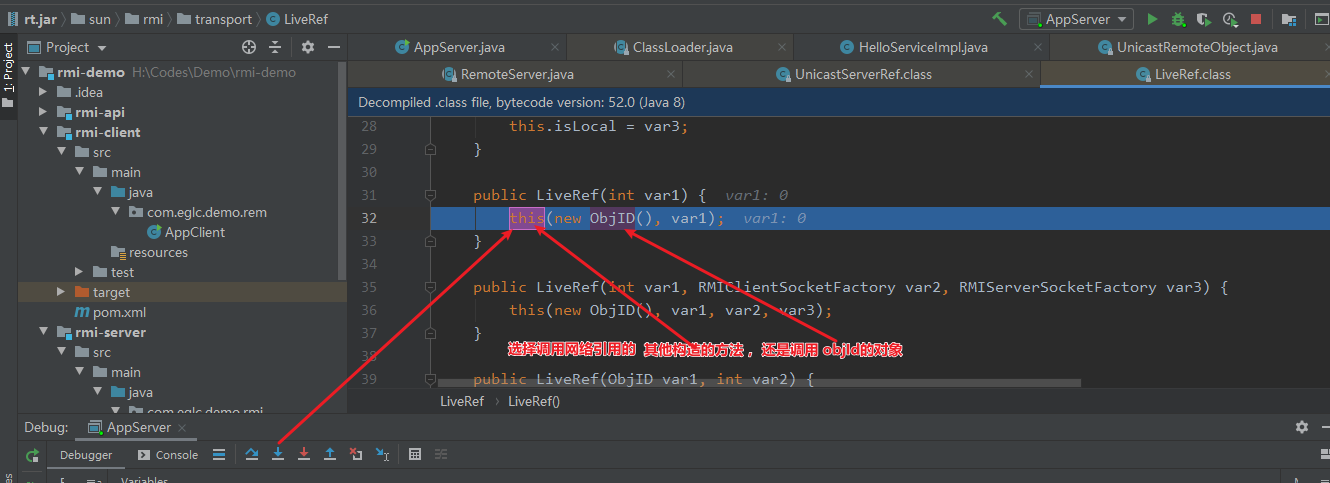 rt.jar › sun › rmi › transport › LiveRef
AppServer
1: Project
Project
AppServer.java
ClassLoader.java
HelloServiceImpl.java
UnicastRemoteObject.java
RemoteServer.java
UnicastServerRef.class
LiveRef.class
rmi-demo H:\Codes\Demo\rmi-demo
.idea
rmi-api
rmi-client
src
main
java
com.eglc.demo.rem
AppClient
resources
test
target
pom.xml
rmi-server
src
main
java
com.eglc.demo.rmi
Decompiled .class file, bytecode version: 52.0 (Java 8)
28 this.isLocal = var3;
29 }
30
31 public LiveRef(int var1) { var1: 0
32 this(new ObjID(), var1); var1: 0
33 }
34
35 public LiveRef(int var1, RMIClientSocketFactory var2, RMIServerSocketFactory var3) {
36 this(new ObjID(), var1, var2, var3);
37 }
选择调用网络引用的 其他构造的方法 ，还是调用 objId的对象
38
39 public LiveRef(ObjID var1, int var2) {
LiveRef › LiveRef()
Debug: AppServer
Debugger Console
Variables